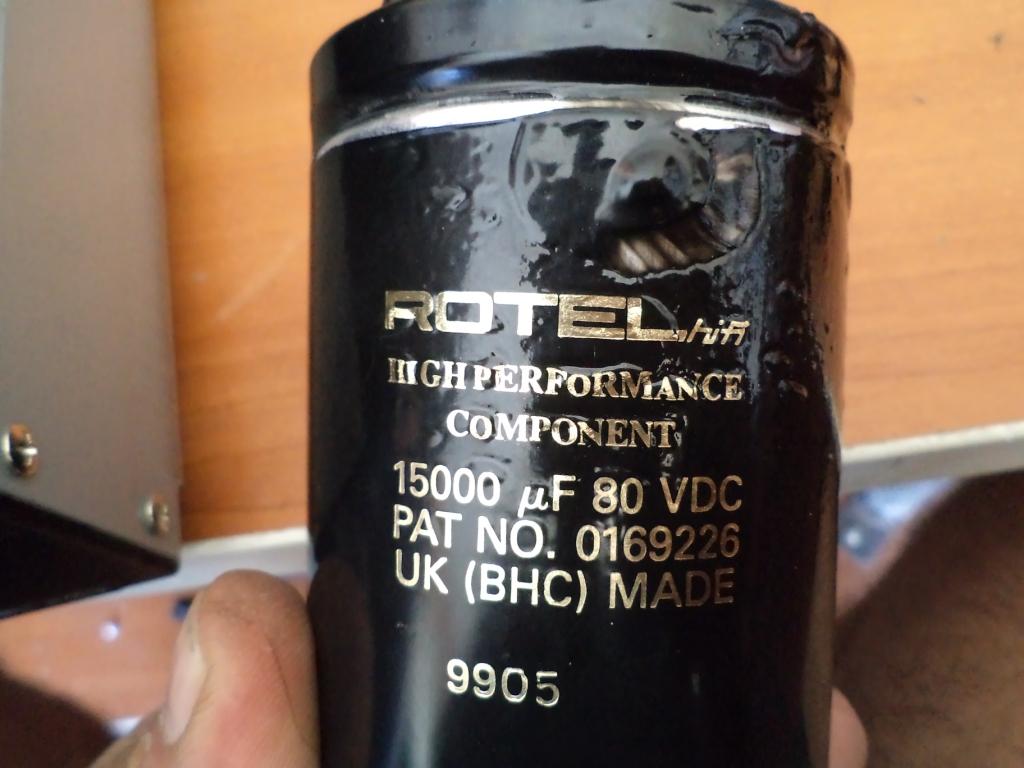 ROTEL hifi
HIGH PERFORMANCE
COMPONENT
15000 µF 80 VDC
PAT NO. 0169226
UK (BHC) MADE
9905